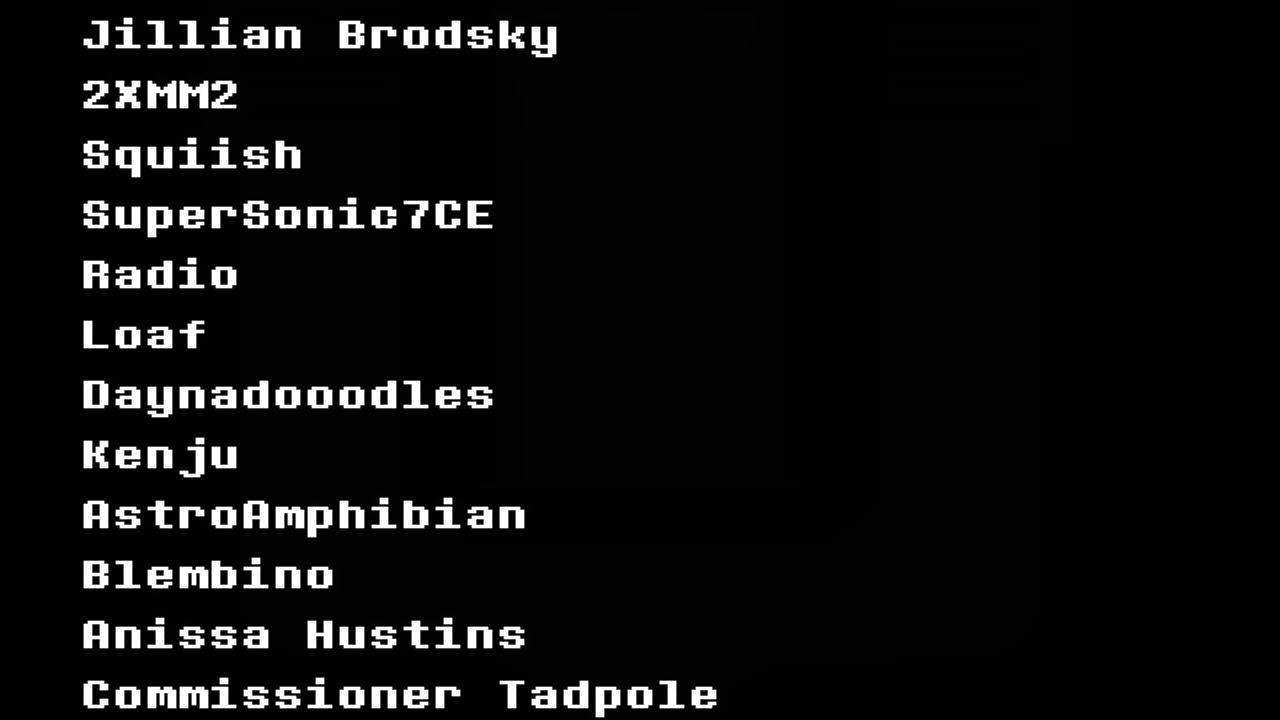 Jillian Brodsky
2XMM2
Squiish
SuperSonic7CE
Radio
Loaf
Daynadooodles
Kenju
AstroAmphibian
Blembino
Anissa Hustins
Commissioner Tadpole